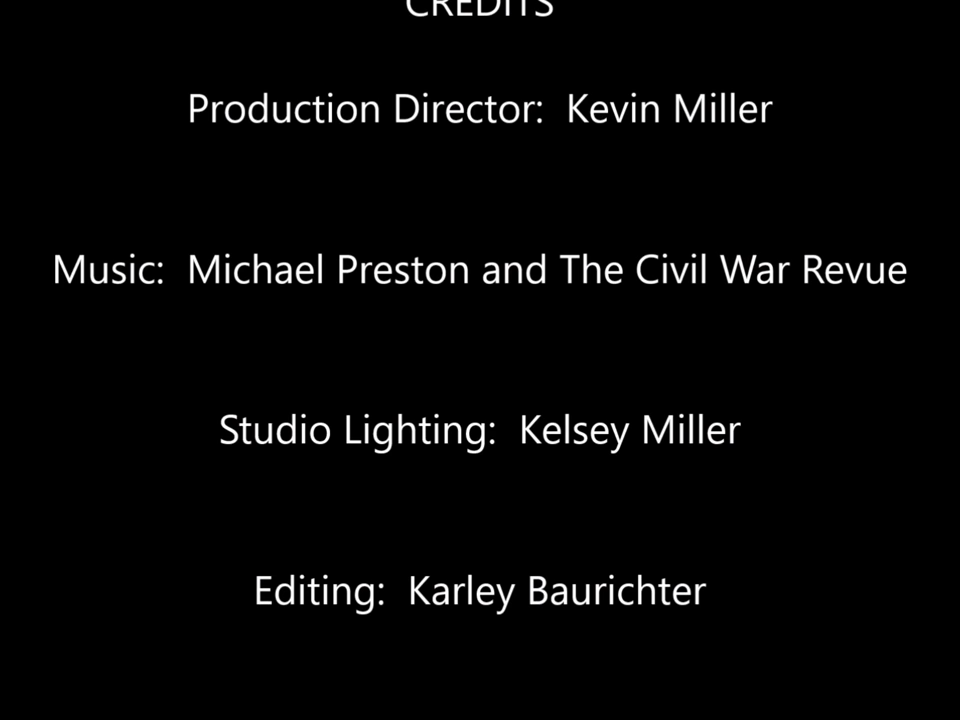 CREDITS
Production Director:  Kevin Miller
Music:  Michael Preston and The Civil War Revue
Studio Lighting:  Kelsey Miller
Editing:  Karley Baurichter